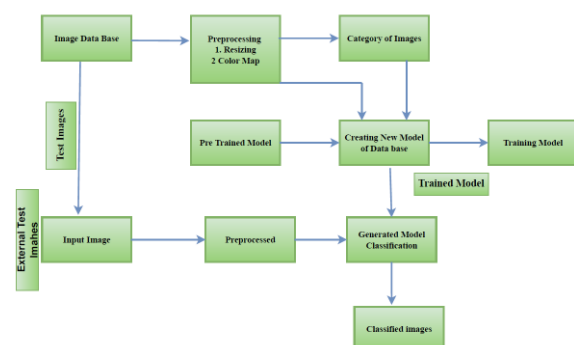 Image Data Base
Preprocessing
1. Resizing
2 Color Map
Category of Images
Test Images
Pre Trained Model
Creating New Model
of Data base
Training Model
Trained Model
External Test
Imahes
Input Image
Preprocessed
Generated Model
Classification
Classified images